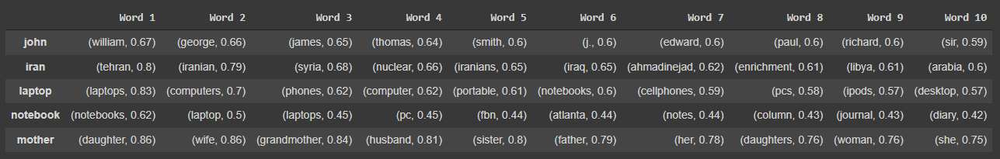 Word 1 Word 2 Word 3 Word 4 Word 5 Word 6 Word 7 Word 8 Word 9 Word 10
john (william, 0.67) (george, 0.66) (james, 0.65) (thomas, 0.64) (smith, 0.6) (j., 0.6) (edward, 0.6) (paul, 0.6) (richard, 0.6) (sir, 0.59)
iran (tehran, 0.8) (iranian, 0.79) (syria, 0.68) (nuclear, 0.66) (iranians, 0.65) (iraq, 0.65) (ahmadinejad, 0.62) (enrichment, 0.61) (libya, 0.61) (arabia, 0.6)
laptop (laptops, 0.83) (computers, 0.7) (phones, 0.62) (computer, 0.62) (portable, 0.61) (notebooks, 0.6) (cellphones, 0.59) (pcs, 0.58) (ipods, 0.57) (desktop, 0.57)
notebook (notebooks, 0.62) (laptop, 0.5) (laptops, 0.45) (pc, 0.45) (fbn, 0.44) (atlanta, 0.44) (notes, 0.44) (column, 0.43) (journal, 0.43) (diary, 0.42)
mother (daughter, 0.86) (wife, 0.86) (grandmother, 0.84) (husband, 0.81) (sister, 0.8) (father, 0.79) (her, 0.78) (daughters, 0.76) (woman, 0.76) (she, 0.75)